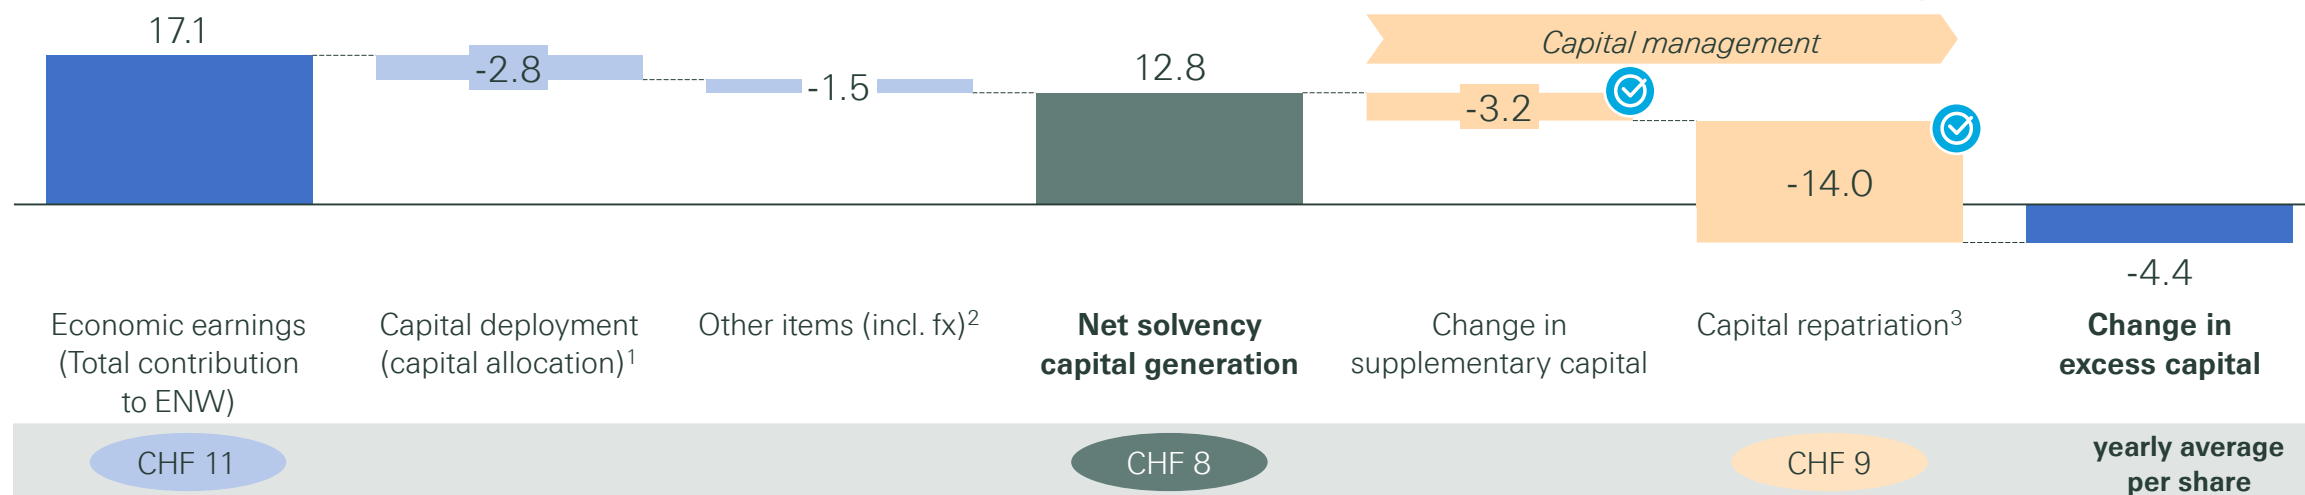 17.1
-2.8
-1.5
12.8
Capital management
-3.2
-14.0
-4.4
Economic earnings
(Total contribution
to ENW)
Capital deployment
(capital allocation)1
Other items (incl. fx)2
Net solvency
capital generation
Change in
supplementary capital
Capital repatriation3
Change in
excess capital
CHF 11
CHF 8
CHF 9
yearly average
per share